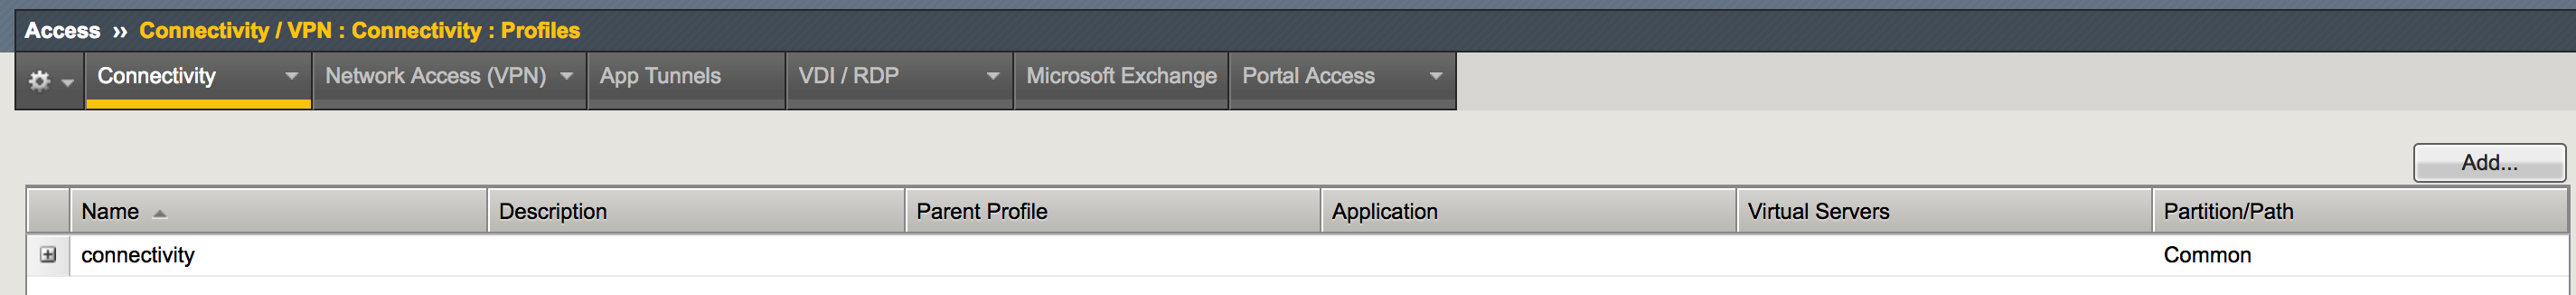 Access ›› Connectivity / VPN : Connectivity : Profiles
Connectivity Network Access (VPN) App Tunnels VDI / RDP Microsoft Exchange Portal Access
Add...
Name Description Parent Profile Application Virtual Servers Partition/Path
connectivity Common